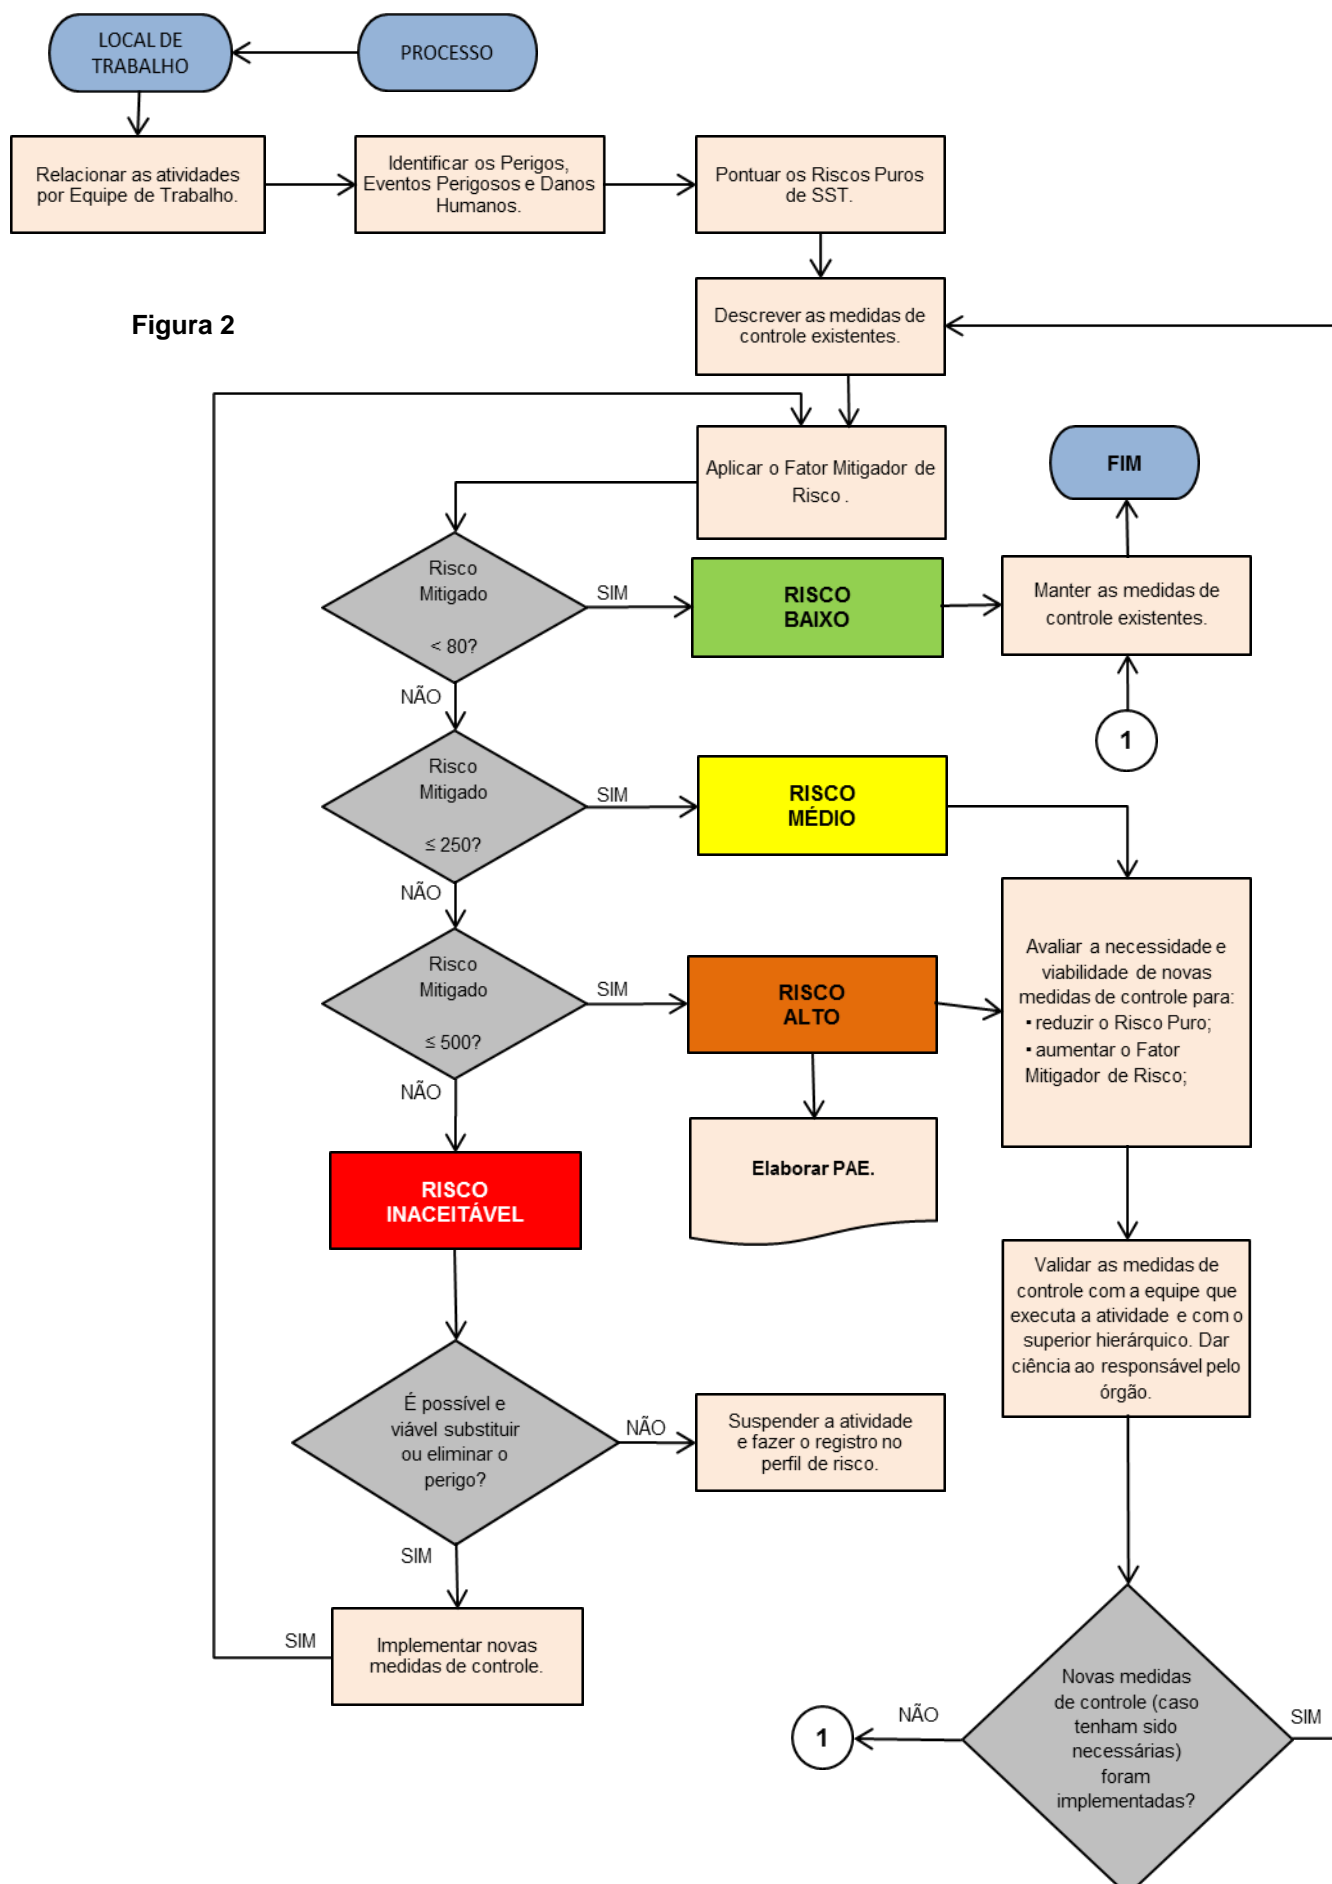 LOCAL DE
TRABALHO
PROCESSO
Relacionar as atividades
por Equipe de Trabalho.
Identificar os Perigos,
Eventos Perigosos e Danos
Humanos.
Pontuar os Riscos Puros
de SST.
Figura 2
Descrever as medidas de
controle existentes.
Aplicar o Fator Mitigador de
Risco .
FIM
Risco
Mitigado
< 80?
SIM
RISCO
BAIXO
Manter as medidas de
controle existentes.
NÃO
1
Risco
Mitigado
≤ 250?
SIM
RISCO
MÉDIO
NÃO
Risco
Mitigado
≤ 500?
SIM
RISCO
ALTO
Avaliar a necessidade e
viabilidade de novas
medidas de controle para:
▪ reduzir o Risco Puro;
▪ aumentar o Fator
Mitigador de Risco;
NÃO
RISCO
INACEITÁVEL
Elaborar PAE.
Validar as medidas de
controle com a equipe que
executa a atividade e com o
superior hierárquico. Dar
ciência ao responsável pelo
órgão.
É possível e
viável substituir
ou eliminar o
perigo?
NÃO
Suspender a atividade
e fazer o registro no
perfil de risco.
SIM
SIM
Implementar novas
medidas de controle.
Novas medidas
de controle (caso
tenham sido
necessárias)
foram
implementadas?
NÃO
1
SIM